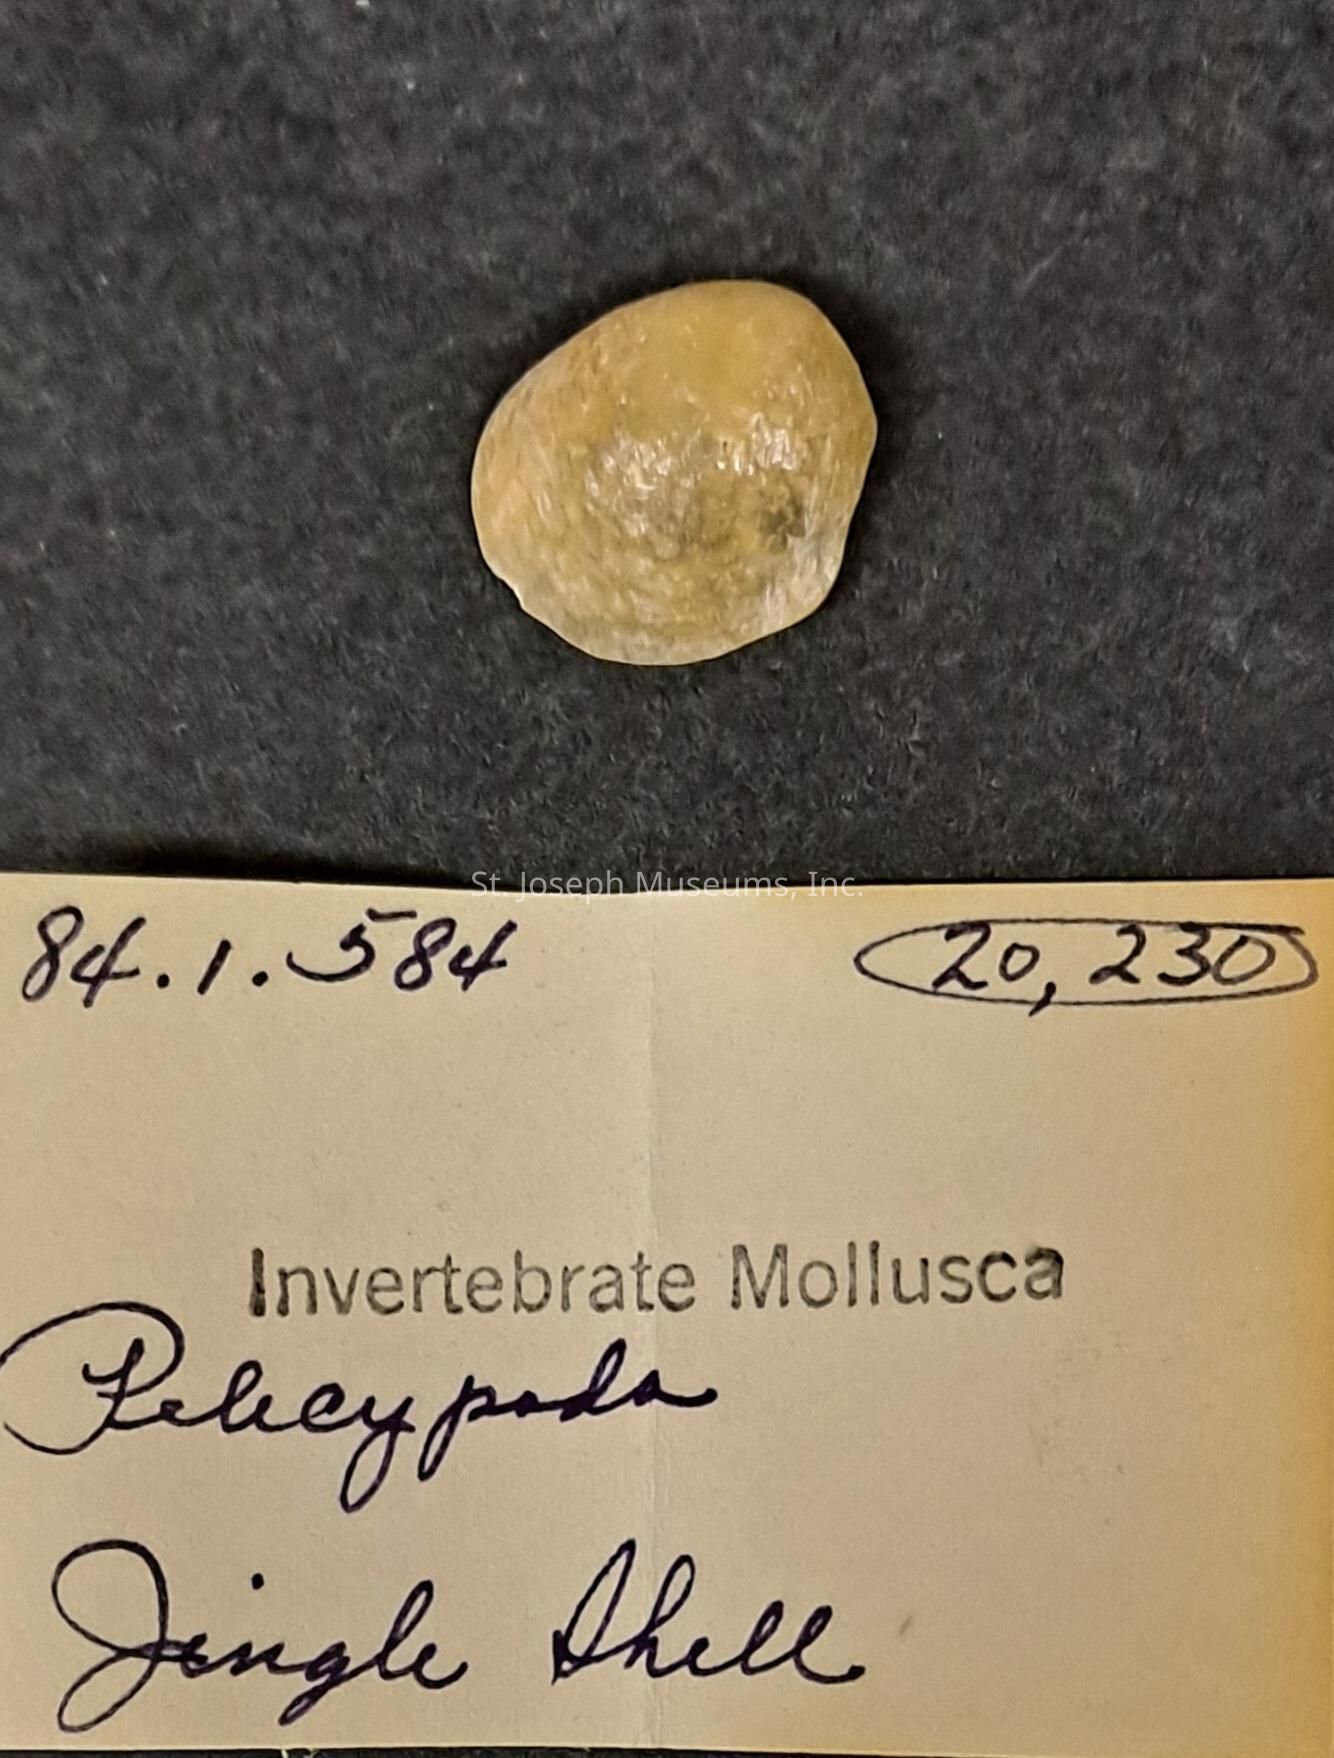 St. Joseph Museums, Inc.
84.1.584 20,230
Invertebrate Mollusca
Pelecypoda
Jingle Shell